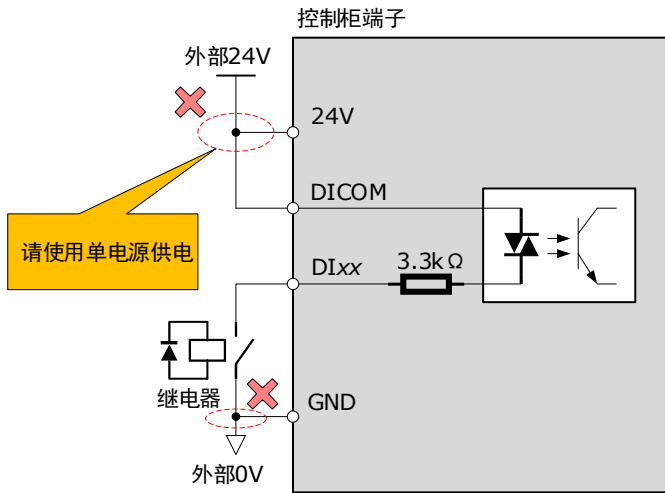 控制柜端子
外部24V
24V
DICOM
请使用单电源供电
DIxx
3.3kΩ
继电器
GND
外部0V